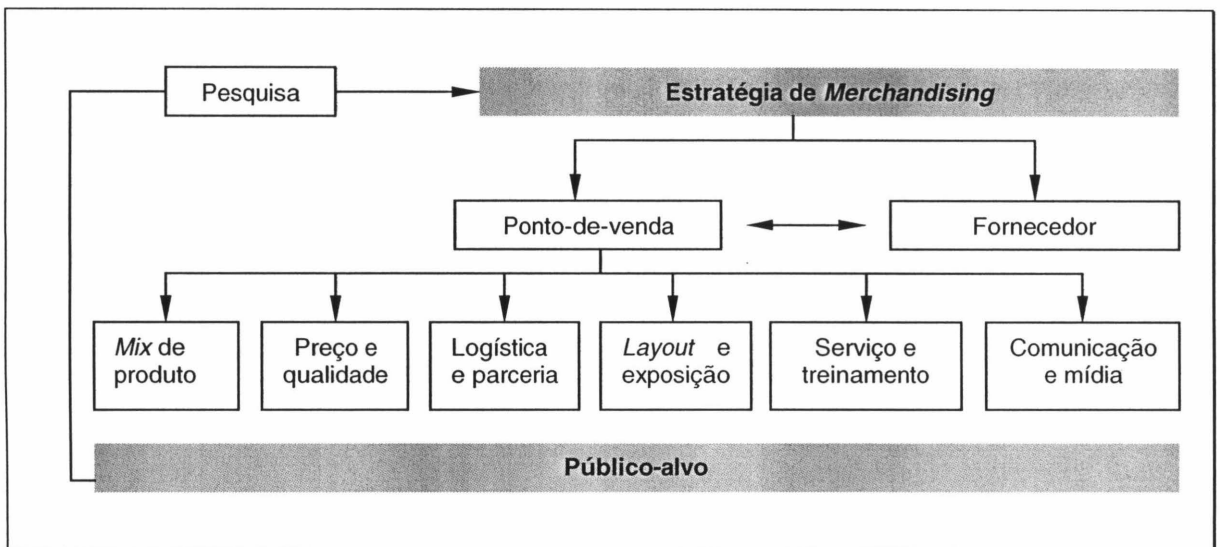 Pesquisa
Estratégia de Merchandising
Ponto-de-venda
Fornecedor
Mix de
produto
Preço e
qualidade
Logística
e parceria
Layout e
exposição
Serviço e
treinamento
Comunicação
e mídia
Público-alvo